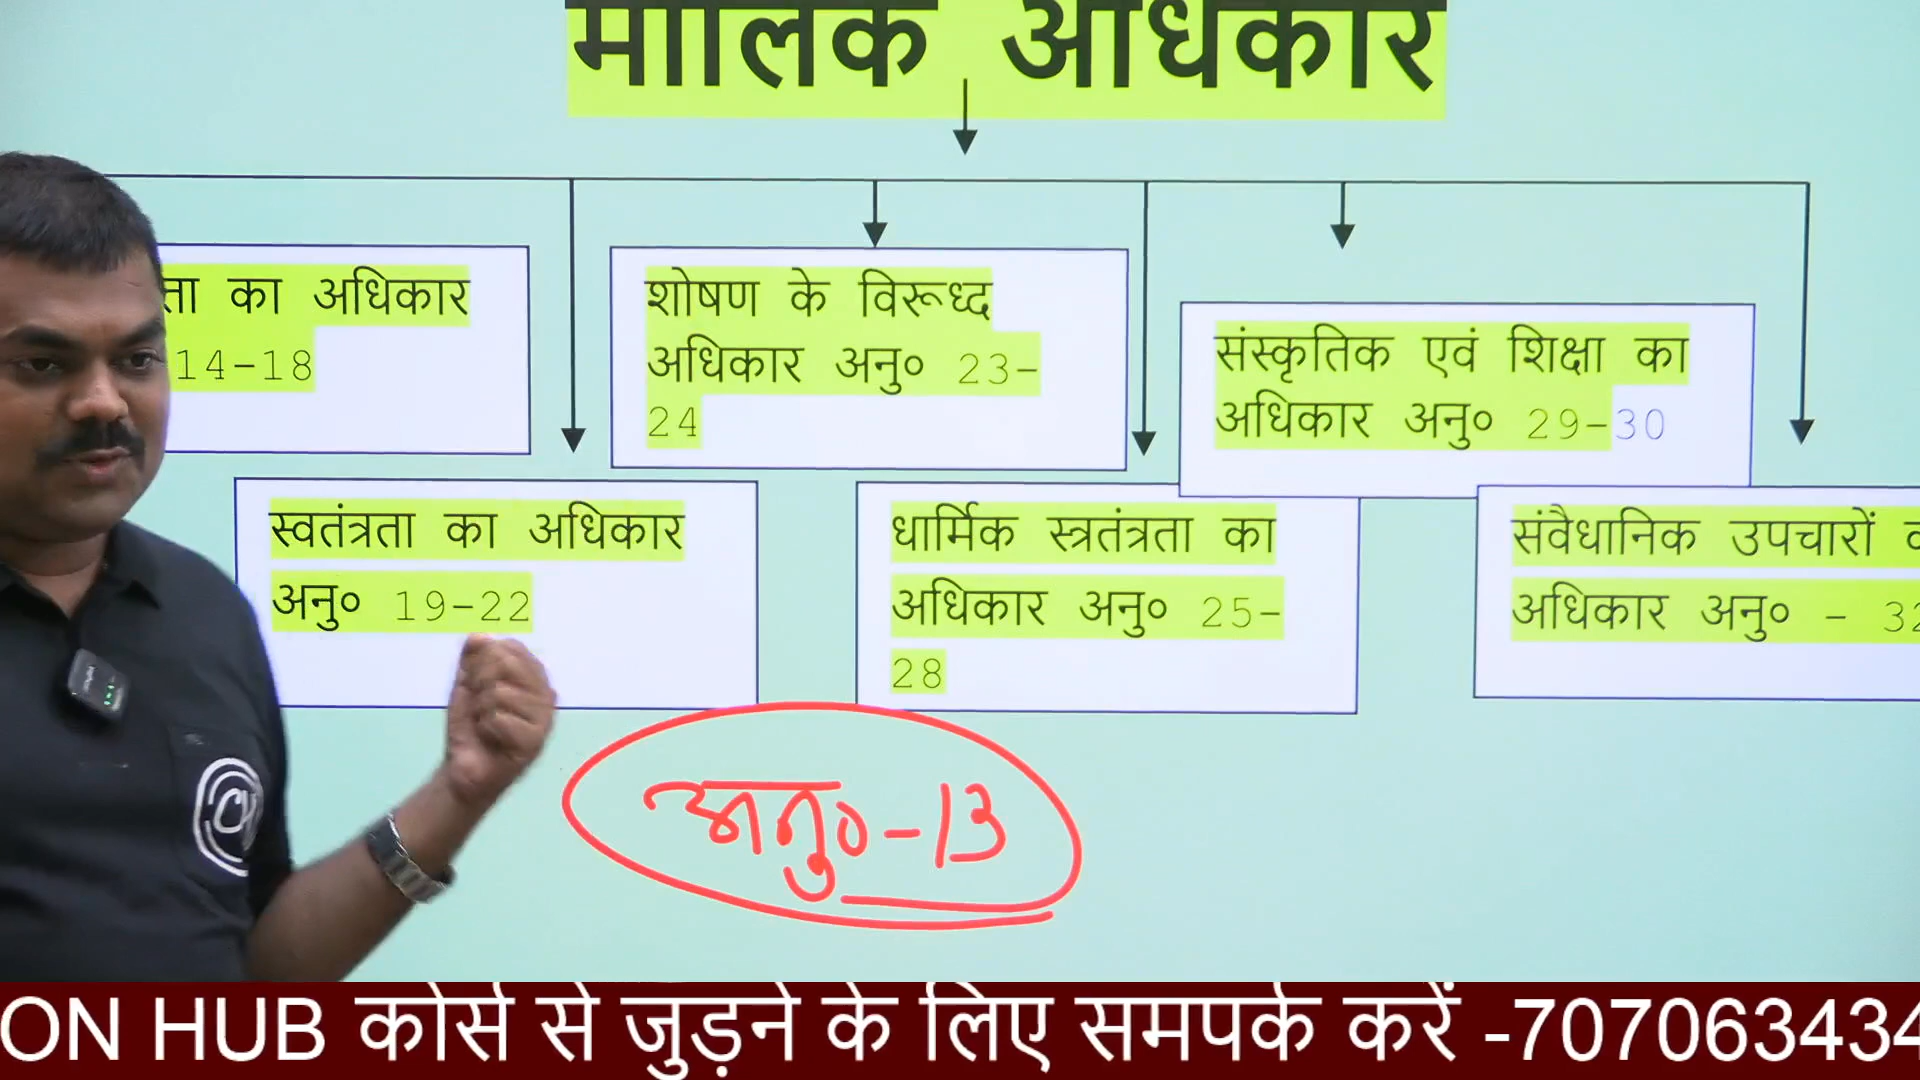 मौलिक अधिकार
ता का अधिकार
14-18
शोषण के विरूध्द
अधिकार अनु० 23-
24
संस्कृतिक एवं शिक्षा का
अधिकार अनु० 29-30
स्वतंत्रता का अधिकार
अनु० 19-22
धार्मिक स्त्रतंत्रता का
अधिकार अनु० 25-
28
संवैधानिक उपचारों
अधिकार अनु० - 32
अनु०-13
ON HUB कोर्स से जुड़ने के लिए समपर्क करें -707063434